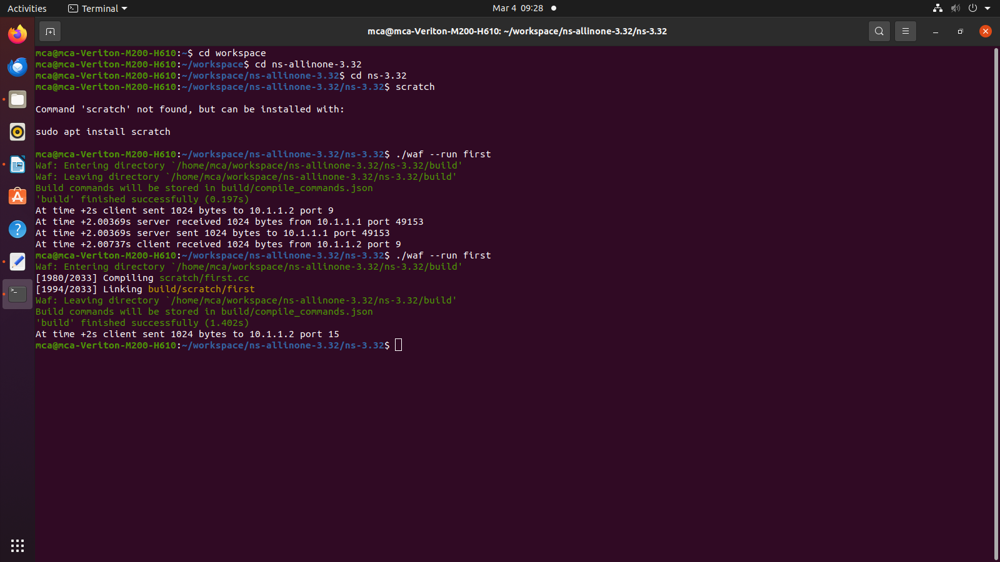 Activities
Terminal
Mar 4 09:28
mca@mca-Veriton-M200-H610: ~/workspace/ns-allinone-3.32/ns-3.32
mca@mca-Veriton-M200-H610:~$ cd workspace
mca@mca-Veriton-M200-H610:~/workspace$ cd ns-allinone-3.32
mca@mca-Veriton-M200-H610:~/workspace/ns-allinone-3.32$ cd ns-3.32
mca@mca-Veriton-M200-H610:~/workspace/ns-allinone-3.32/ns-3.32$ scratch
Command 'scratch' not found, but can be installed with:
sudo apt install scratch
mca@mca-Veriton-M200-H610:~/workspace/ns-allinone-3.32/ns-3.32$ ./waf --run first
Waf: Entering directory `/home/mca/workspace/ns-allinone-3.32/ns-3.32/build'
Waf: Leaving directory `/home/mca/workspace/ns-allinone-3.32/ns-3.32/build'
Build commands will be stored in build/compile_commands.json
'build' finished successfully (0.197s)
At time +2s client sent 1024 bytes to 10.1.1.2 port 9
At time +2.00369s server received 1024 bytes from 10.1.1.1 port 49153
At time +2.00369s server sent 1024 bytes to 10.1.1.1 port 49153
At time +2.00737s client received 1024 bytes from 10.1.1.2 port 9
mca@mca-Veriton-M200-H610:~/workspace/ns-allinone-3.32/ns-3.32$ ./waf --run first
Waf: Entering directory `/home/mca/workspace/ns-allinone-3.32/ns-3.32/build'
[1980/2033] Compiling scratch/first.cc
[1994/2033] Linking build/scratch/first
Waf: Leaving directory `/home/mca/workspace/ns-allinone-3.32/ns-3.32/build'
Build commands will be stored in build/compile_commands.json
'build' finished successfully (1.402s)
At time +2s client sent 1024 bytes to 10.1.1.2 port 15
mca@mca-Veriton-M200-H610:~/workspace/ns-allinone-3.32/ns-3.32$